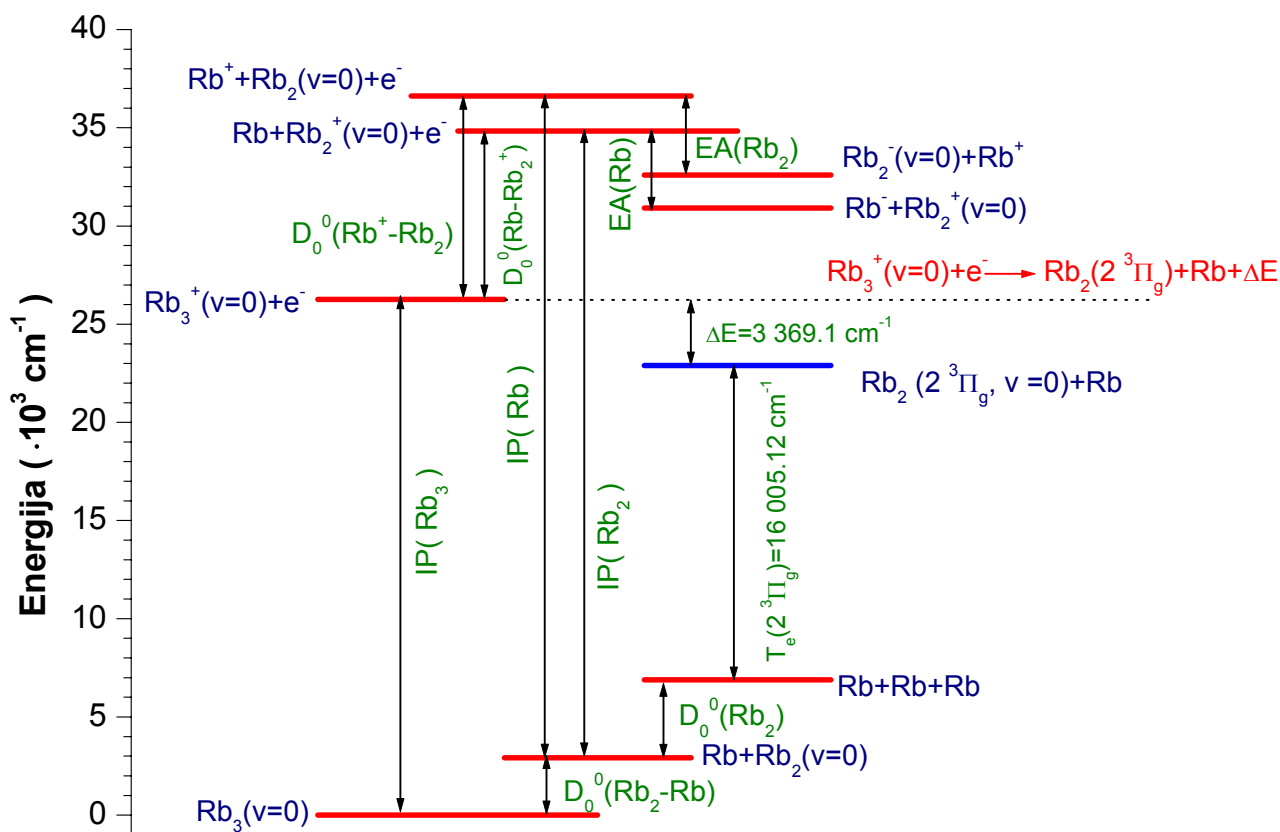 Energija ( ·10³ cm⁻¹ )
40
35
30
25
20
15
10
5
0
Rb⁺+Rb₂(v=0)+e⁻
Rb+Rb₂⁺(v=0)+e⁻
EA(Rb₂)
EA(Rb)
Rb₂⁻(v=0)+Rb⁺
Rb⁻+Rb₂⁺(v=0)
D₀⁰(Rb⁺-Rb₂)
D₀⁰(Rb-Rb₂⁺)
Rb₃⁺(v=0)+e⁻ → Rb₂(2 ³Π_g)+Rb+ΔE
Rb₃⁺(v=0)+e⁻
ΔE=3 369.1 cm⁻¹
Rb₂ (2 ³Π_g, v =0)+Rb
IP( Rb₃ )
IP( Rb )
IP( Rb₂ )
Tₑ(2 ³Π_g)=16 005.12 cm⁻¹
Rb+Rb+Rb
D₀⁰(Rb₂)
Rb+Rb₂(v=0)
D₀⁰(Rb₂-Rb)
Rb₃(v=0)